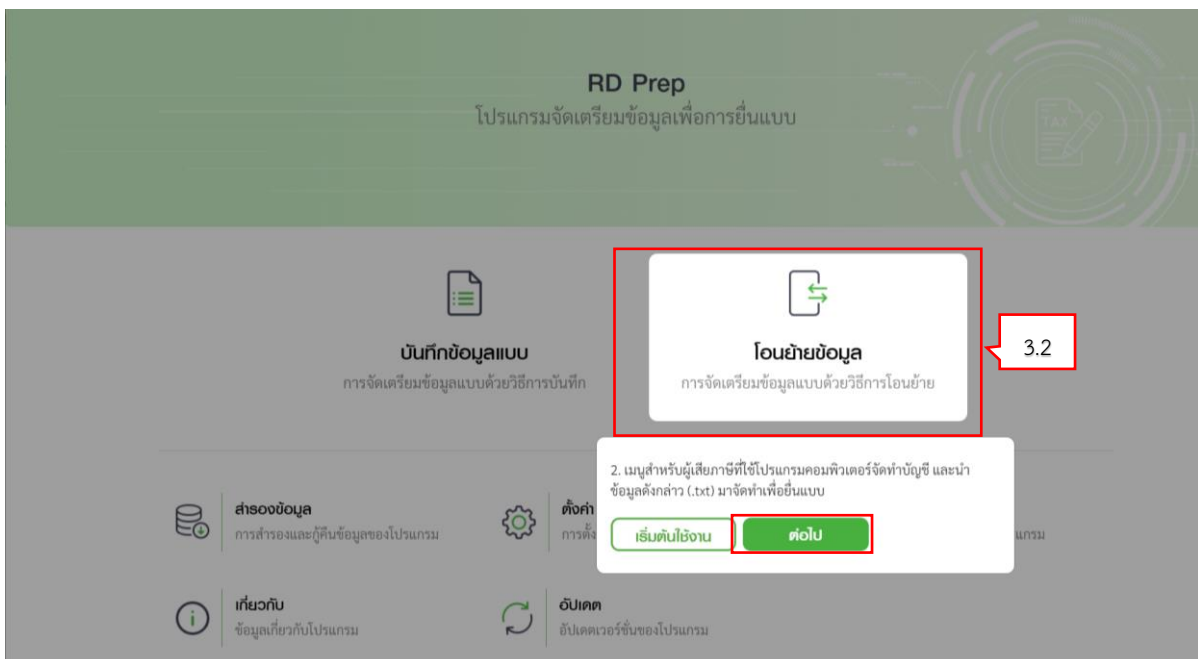 RD Prep
โปรแกรมจัดเตรียมข้อมูลเพื่อการยื่นแบบ
TAX
บันทึกข้อมูลแบบ
การจัดเตรียมข้อมูลแบบด้วยวิธีการบันทึก
โอนย้ายข้อมูล
การจัดเตรียมข้อมูลแบบด้วยวิธีการโอนย้าย
3.2
2. เมนูสำหรับผู้เสียภาษีที่ใช้โปรแกรมคอมพิวเตอร์จัดทำบัญชี และนำ
ข้อมูลดังกล่าว (.txt) มาจัดทำเพื่อยื่นแบบ
เริ่มต้นใช้งาน
ต่อไป
สำรองข้อมูล
การสำรองและกู้คืนข้อมูลของโปรแกรม
ตั้งค่า
การตั้ง
แกรม
เกี่ยวกับ
ข้อมูลเกี่ยวกับโปรแกรม
อัปเดต
อัปเดตเวอร์ชั่นของโปรแกรม